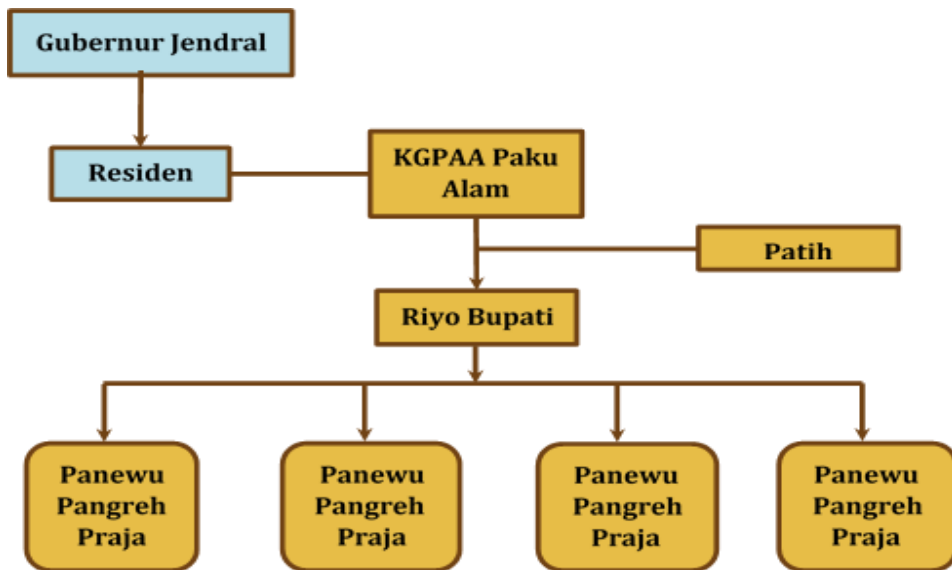 Gubernur Jendral
Residen
KGPAA Paku
Alam
Patih
Riyo Bupati
Panewu
Pangreh
Praja
Panewu
Pangreh
Praja
Panewu
Pangreh
Praja
Panewu
Pangreh
Praja